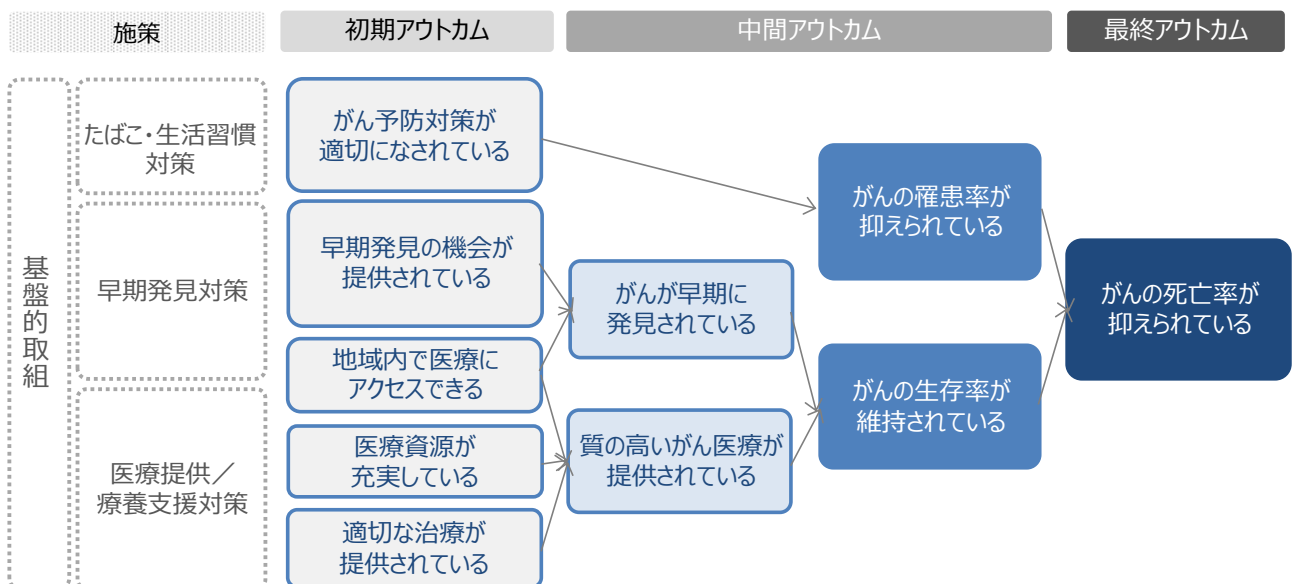 施策
初期アウトカム
中間アウトカム
最終アウトカム
基盤的取組
たばこ・生活習慣
対策
早期発見対策
医療提供／
療養支援対策
がん予防対策が
適切になされている
早期発見の機会が
提供されている
地域内で医療に
アクセスできる
医療資源が
充実している
適切な治療が
提供されている
がんが早期に
発見されている
質の高いがん医療が
提供されている
がんの罹患率が
抑えられている
がんの生存率が
維持されている
がんの死亡率が
抑えられている